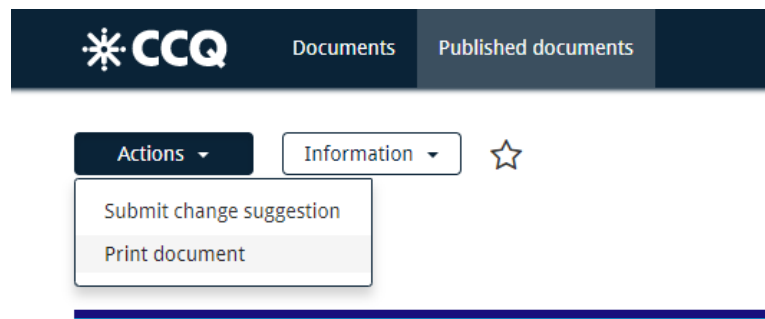 CCQ Documents Published documents
Actions Information
Submit change suggestion
Print document